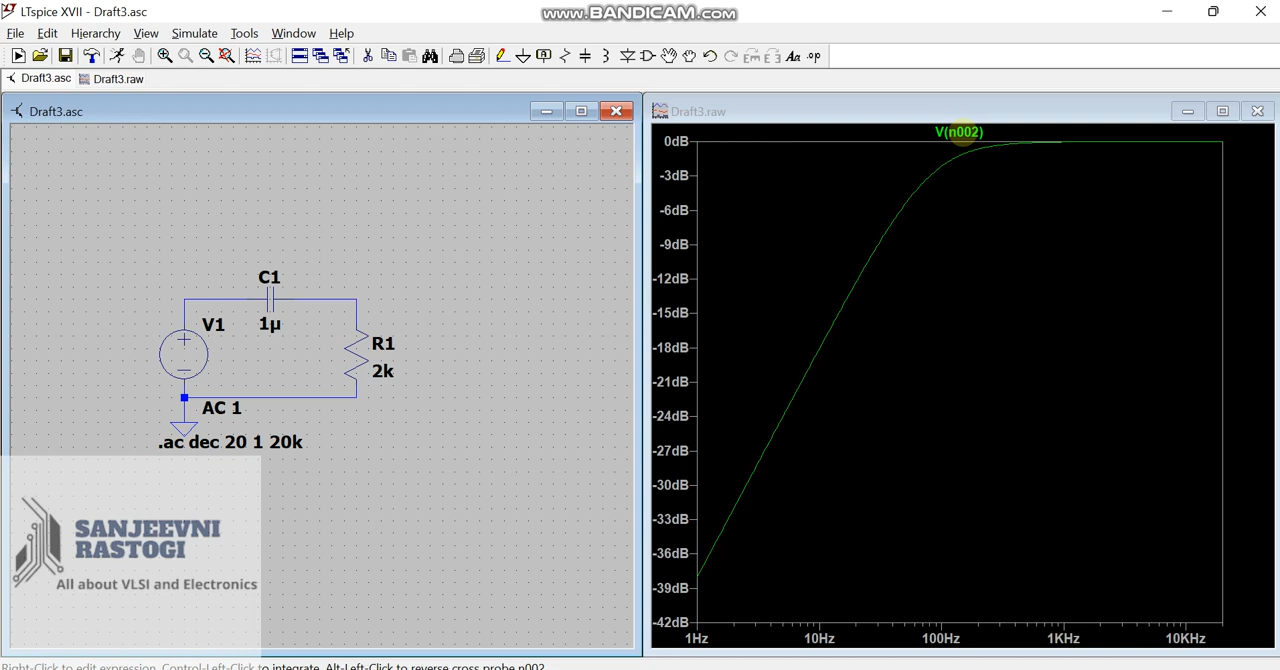 LTspice XVII - Draft3.asc
www.BANDICAM.com
File Edit Hierarchy View Simulate Tools Window Help
Aa .op
Draft3.asc Draft3.raw
Draft3.asc
Draft3.raw
C1
1µ
V1
R1
2k
AC 1
.ac dec 20 1 20k
SANJEEVNI
RASTOGI
All about VLSI and Electronics
V(n002)
0dB
-3dB
-6dB
-9dB
-12dB
-15dB
-18dB
-21dB
-24dB
-27dB
-30dB
-33dB
-36dB
-39dB
-42dB
1Hz 10Hz 100Hz 1KHz 10KHz
Right-Click to edit expression. Control-Left-Click to integrate. Alt-Left-Click to reverse cross probe n002